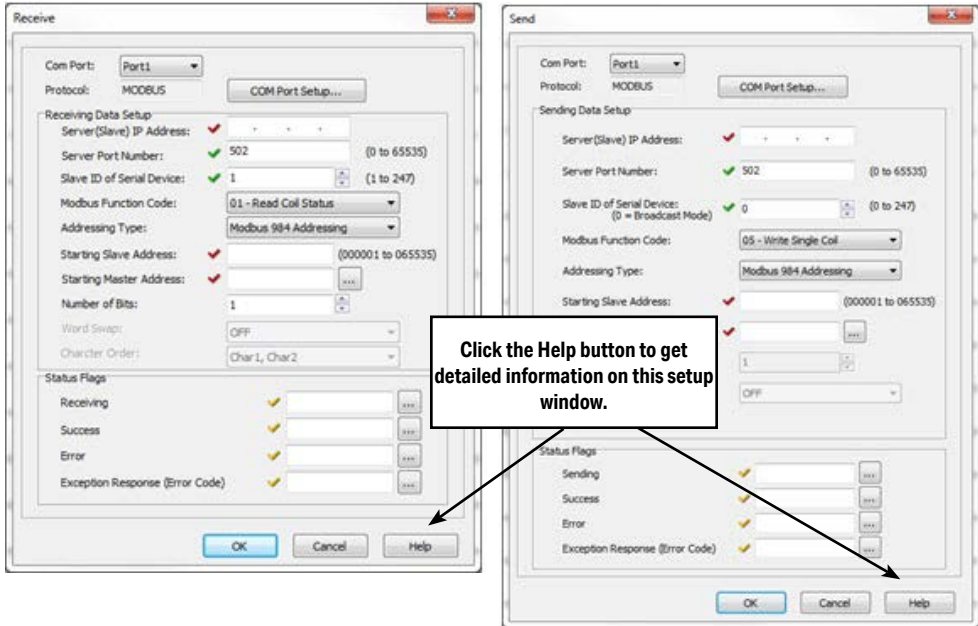 Receive
Com Port: Port1
Protocol: MODBUS COM Port Setup...
Receiving Data Setup
Server(Slave) IP Address:
Server Port Number: 502 (0 to 65535)
Slave ID of Serial Device: 1 (1 to 247)
Modbus Function Code: 01 - Read Coil Status
Addressing Type: Modbus 984 Addressing
Starting Slave Address: (000001 to 065535)
Starting Master Address: ...
Number of Bits: 1
Word Swap: OFF
Charcter Order: Char1, Char2
Status Flags
Receiving ...
Success ...
Error ...
Exception Response (Error Code) ...
OK Cancel Help
Send
Com Port: Port1
Protocol: MODBUS COM Port Setup...
Sending Data Setup
Server(Slave) IP Address:
Server Port Number: 502 (0 to 65535)
Slave ID of Serial Device:
(0 = Broadcast Mode) 0 (0 to 247)
Modbus Function Code: 05 - Write Single Coil
Addressing Type: Modbus 984 Addressing
Starting Slave Address: (000001 to 065535)
...
1
OFF
Status Flags
Sending ...
Success ...
Error ...
Exception Response (Error Code) ...
OK Cancel Help
Click the Help button to get
detailed information on this setup
window.